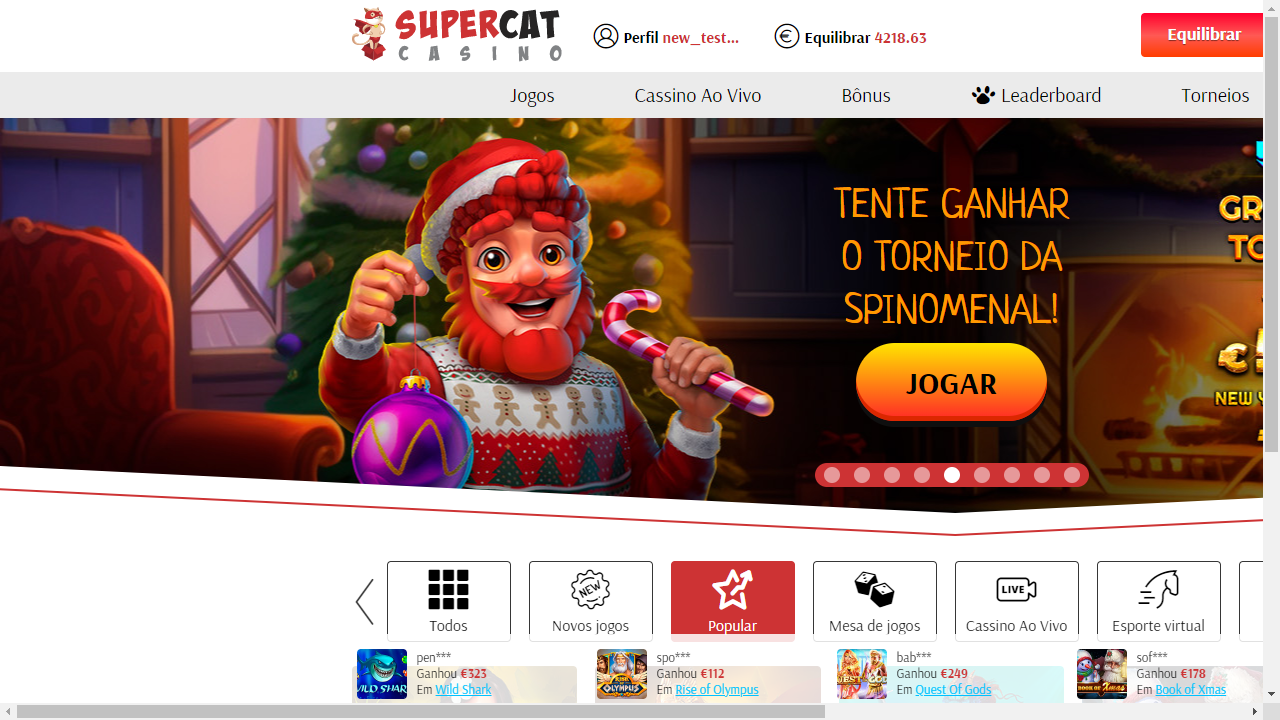 SUPERCAT
CASINO
Perfil new_test...
Equilibrar 4218.63
Equilibrar
Jogos
Cassino Ao Vivo
Bônus
Leaderboard
Torneios
TENTE GANHAR
O TORNEIO DA
SPINOMENAL!
JOGAR
Todos
NEW
Novos jogos
Popular
Mesa de jogos
LIVE
Cassino Ao Vivo
Esporte virtual
pen***
Ganhou €323
Em Wild Shark
spo***
Ganhou €112
Em Rise of Olympus
bab***
Ganhou €249
Em Quest Of Gods
sof***
Ganhou €178
Em Book of Xmas